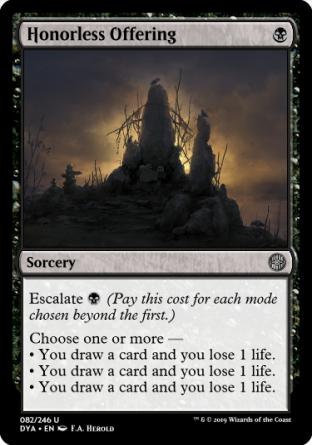 Honorless Offering
Sorcery
Escalate (Pay this cost for each mode
chosen beyond the first.)
Choose one or more —
• You draw a card and you lose 1 life.
• You draw a card and you lose 1 life.
• You draw a card and you lose 1 life.
082/246 U
DYA • EN F.A. HEROLD
™ & © 2019 Wizards of the Coast